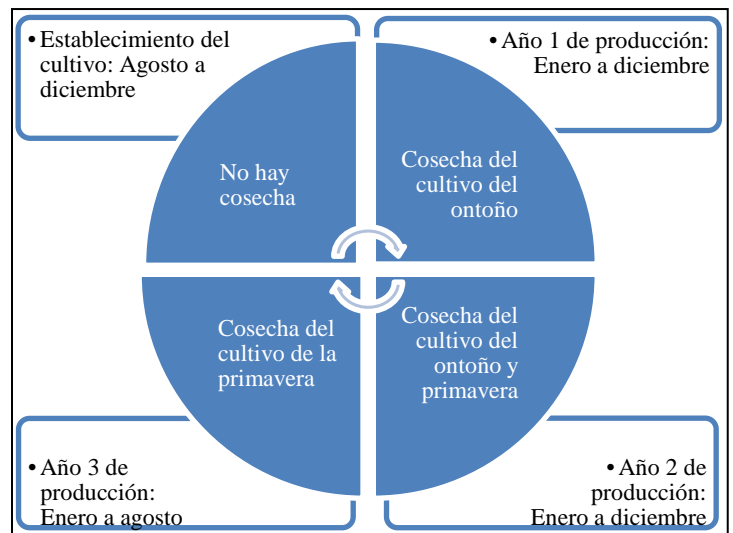 • Establecimiento del
cultivo: Agosto a
diciembre
• Año 1 de producción:
Enero a diciembre
No hay
cosecha
Cosecha del
cultivo del
ontoño
Cosecha del
cultivo de la
primavera
Cosecha del
cultivo del
ontoño y
primavera
• Año 3 de
producción:
Enero a agosto
• Año 2 de
producción:
Enero a diciembre